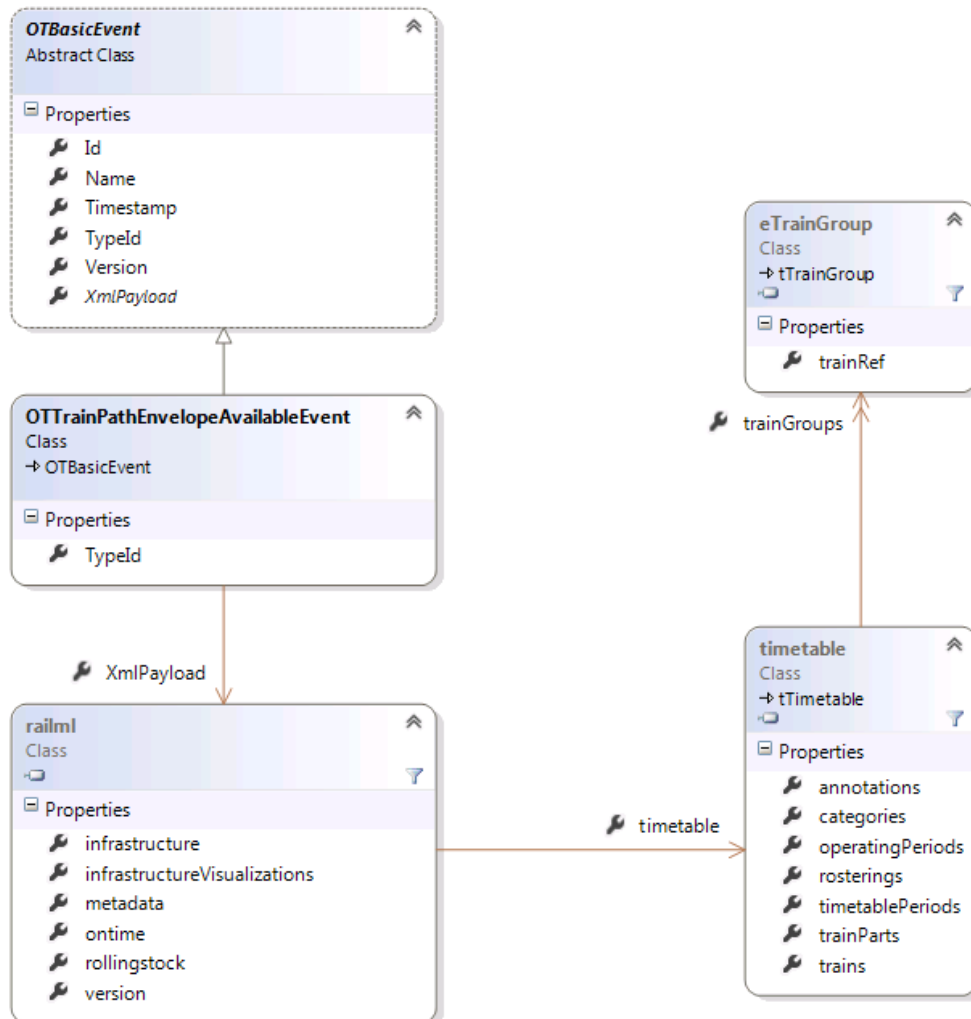 OTBasicEvent
Abstract Class
Properties
Id
Name
Timestamp
TypeId
Version
XmlPayload
OTTrainPathEnvelopeAvailableEvent
Class
OTBasicEvent
Properties
TypeId
XmlPayload
railml
Class
Properties
infrastructure
infrastructureVisualizations
metadata
ontime
rollingstock
version
timetable
eTrainGroup
Class
tTrainGroup
Properties
trainRef
trainGroups
timetable
Class
tTimetable
Properties
annotations
categories
operatingPeriods
rosterings
timetablePeriods
trainParts
trains